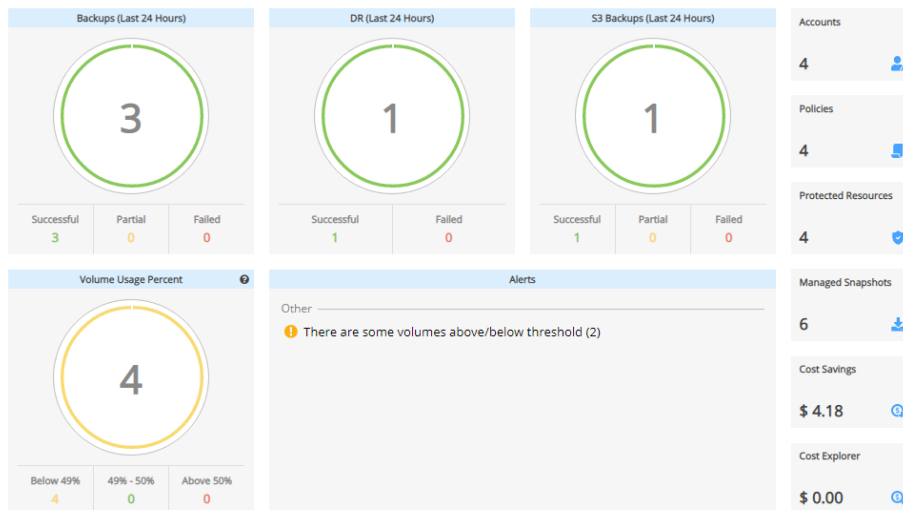 Backups (Last 24 Hours)
3
Successful Partial Failed
3 0 0
DR (Last 24 Hours)
1
Successful Failed
1 0
S3 Backups (Last 24 Hours)
1
Successful Partial Failed
1 0 0
Accounts
4
Policies
4
Protected Resources
4
Volume Usage Percent
4
Below 49% 49% - 50% Above 50%
4 0 0
Alerts
Other
There are some volumes above/below threshold (2)
Managed Snapshots
6
Cost Savings
$ 4.18
Cost Explorer
$ 0.00